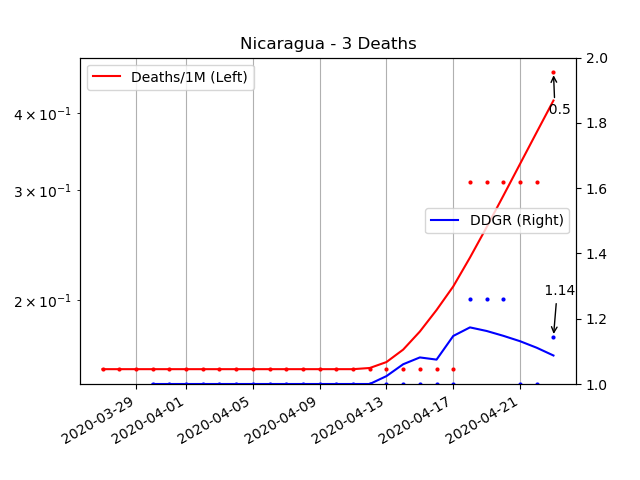 Nicaragua - 3 Deaths
Deaths/1M (Left)
DDGR (Right)
0.5
1.14
4 × 10⁻¹
3 × 10⁻¹
2 × 10⁻¹
2.0
1.8
1.6
1.4
1.2
1.0
2020-03-29
2020-04-01
2020-04-05
2020-04-09
2020-04-13
2020-04-17
2020-04-21